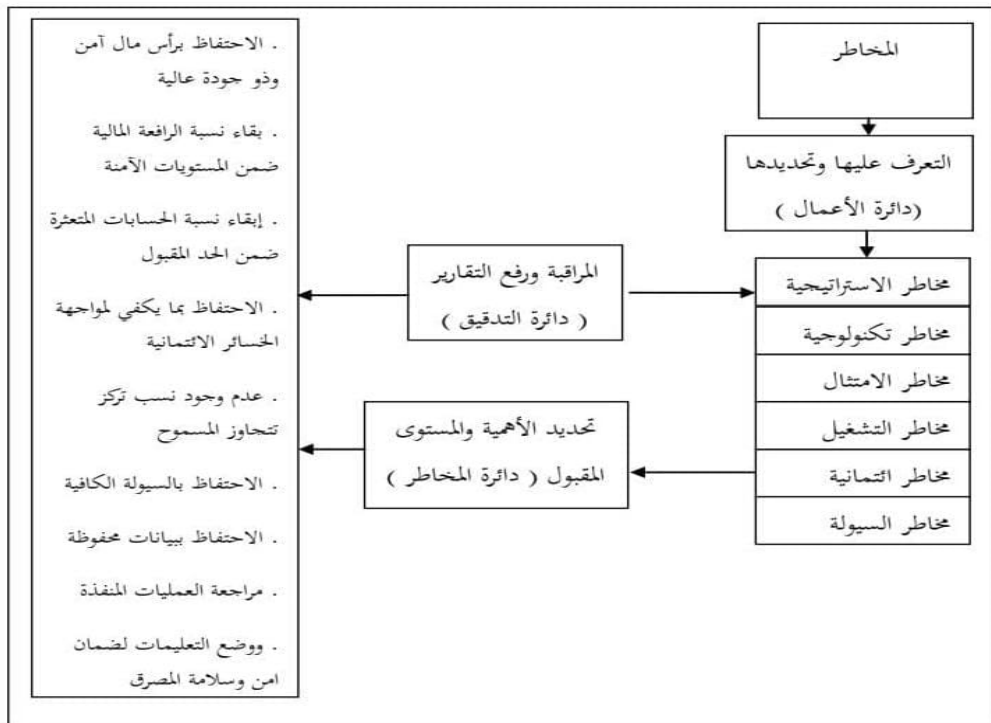 المخاطر
التعرف عليها وتحديدها
(دائرة الأعمال )
مخاطر الاستراتيجية
مخاطر تكنولوجية
مخاطر الامتثال
مخاطر التشغيل
مخاطر ائتمانية
مخاطر السيولة
المراقبة ورفع التقارير
( دائرة التدقيق )
تحديد الأهمية والمستوى
المقبول ( دائرة المخاطر )
. الاحتفاظ برأس مال آمن
وذو جودة عالية
. بقاء نسبة الرافعة المالية
ضمن المستويات الآمنة
. إبقاء نسبة الحسابات المتعثرة
ضمن الحد المقبول
. الاحتفاظ بما يكفي لمواجهة
الخسائر الائتمانية
. عدم وجود نسب تركز
تتجاوز المسموح
. الاحتفاظ بالسيولة الكافية
. الاحتفاظ ببيانات محفوظة
. مراجعة العمليات المنفذة
. ووضع التعليمات لضمان
امن وسلامة المصرق